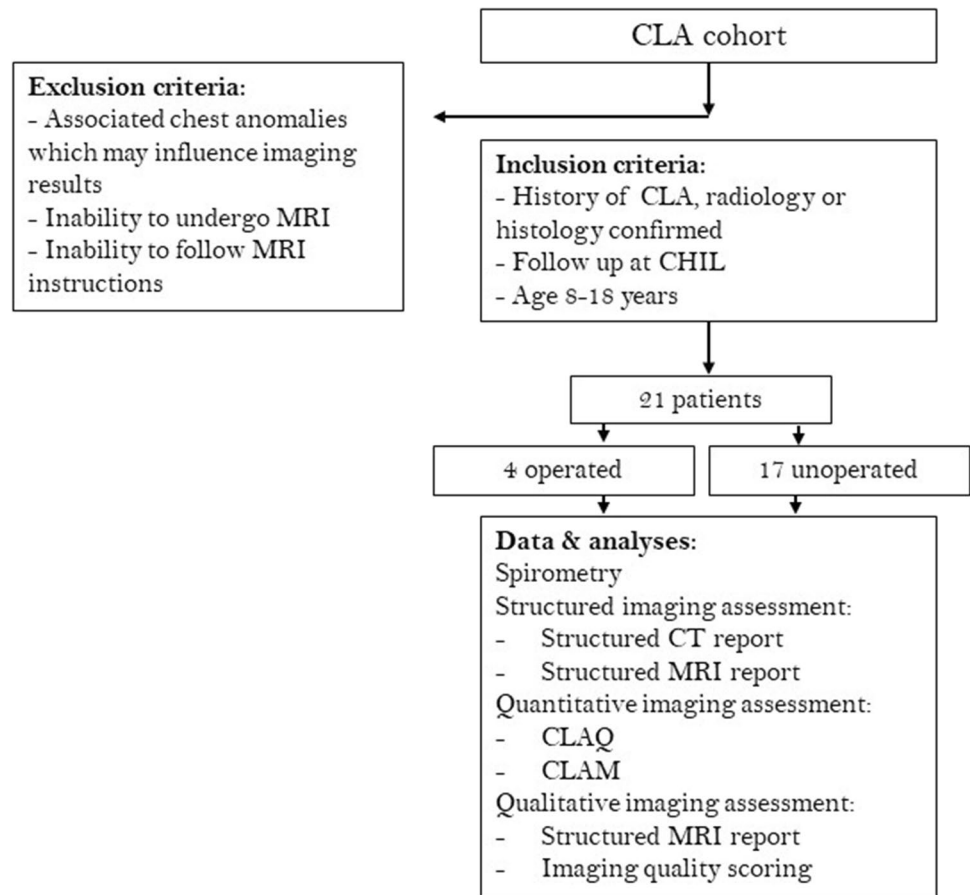 CLA cohort
Exclusion criteria:
- Associated chest anomalies
which may influence imaging
results
- Inability to undergo MRI
- Inability to follow MRI
instructions
Inclusion criteria:
- History of CLA, radiology or
histology confirmed
- Follow up at CHIL
- Age 8-18 years
21 patients
4 operated
17 unoperated
Data & analyses:
Spirometry
Structured imaging assessment:
- Structured CT report
- Structured MRI report
Quantitative imaging assessment:
- CLAQ
- CLAM
Qualitative imaging assessment:
- Structured MRI report
- Imaging quality scoring